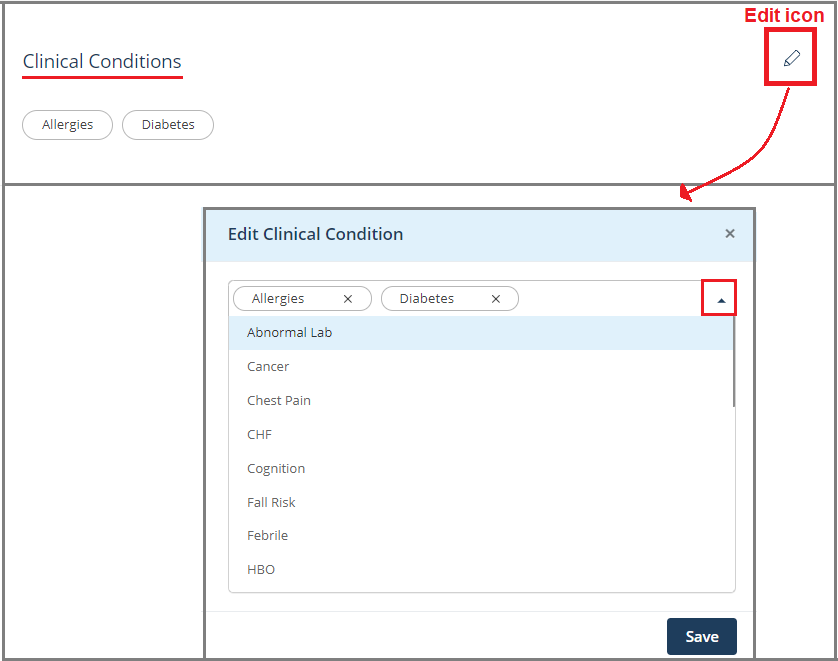 Edit icon
Clinical Conditions
Allergies Diabetes
Edit Clinical Condition ×
Allergies × Diabetes ×
Abnormal Lab
Cancer
Chest Pain
CHF
Cognition
Fall Risk
Febrile
HBO
Save